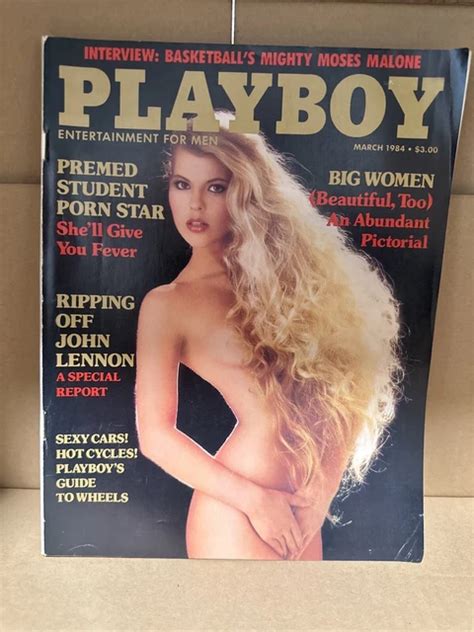 INTERVIEW: BASKETBALL'S MIGHTY MOSES MALONE
PLAYBOY
ENTERTAINMENT FOR MEN
MARCH 1984 • $3.00
PREMED
STUDENT
PORN STAR
She'll Give
You Fever
BIG WOMEN
(Beautiful, Too)
An Abundant
Pictorial
RIPPING
OFF
JOHN
LENNON
A SPECIAL
REPORT
SEXY CARS!
HOT CYCLES!
PLAYBOY'S
GUIDE
TO WHEELS